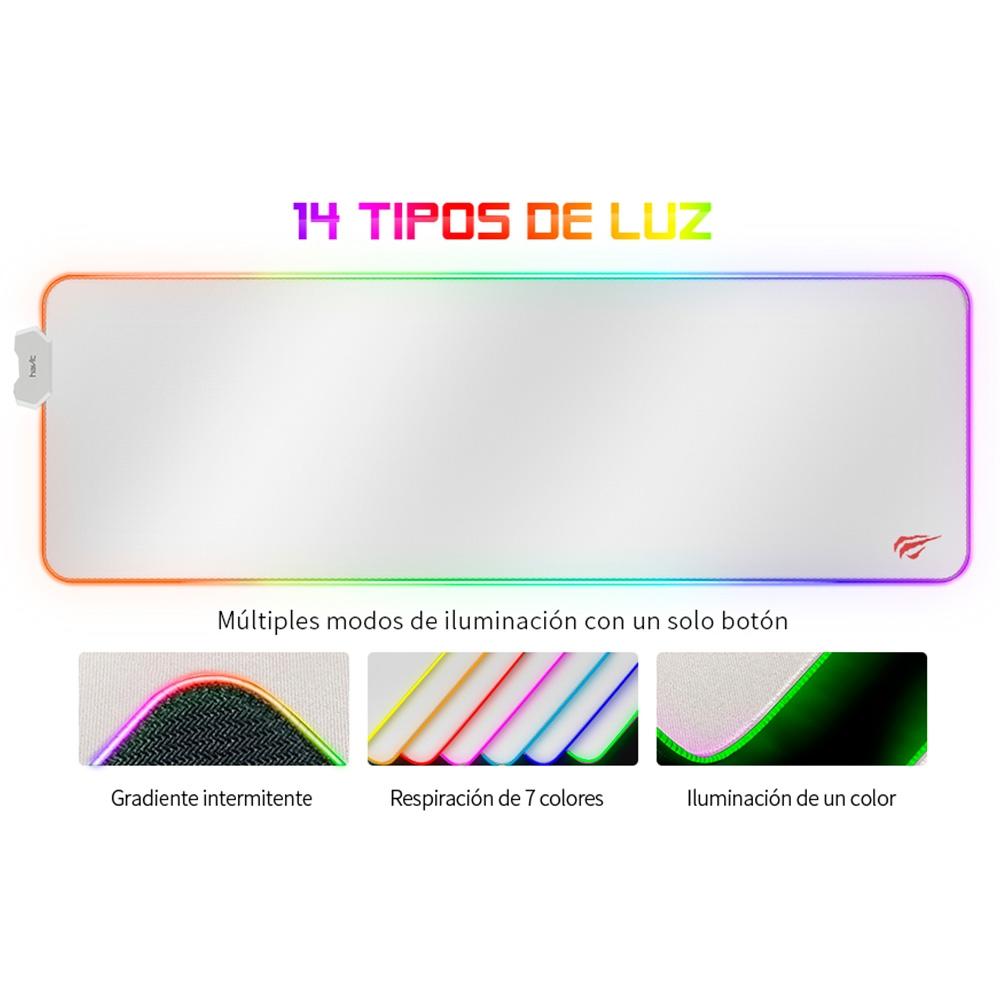 14 TIPOS DE LUZ
havit
Múltiples modos de iluminación con un solo botón
Gradiente intermitente
Respiración de 7 colores
Iluminación de un color